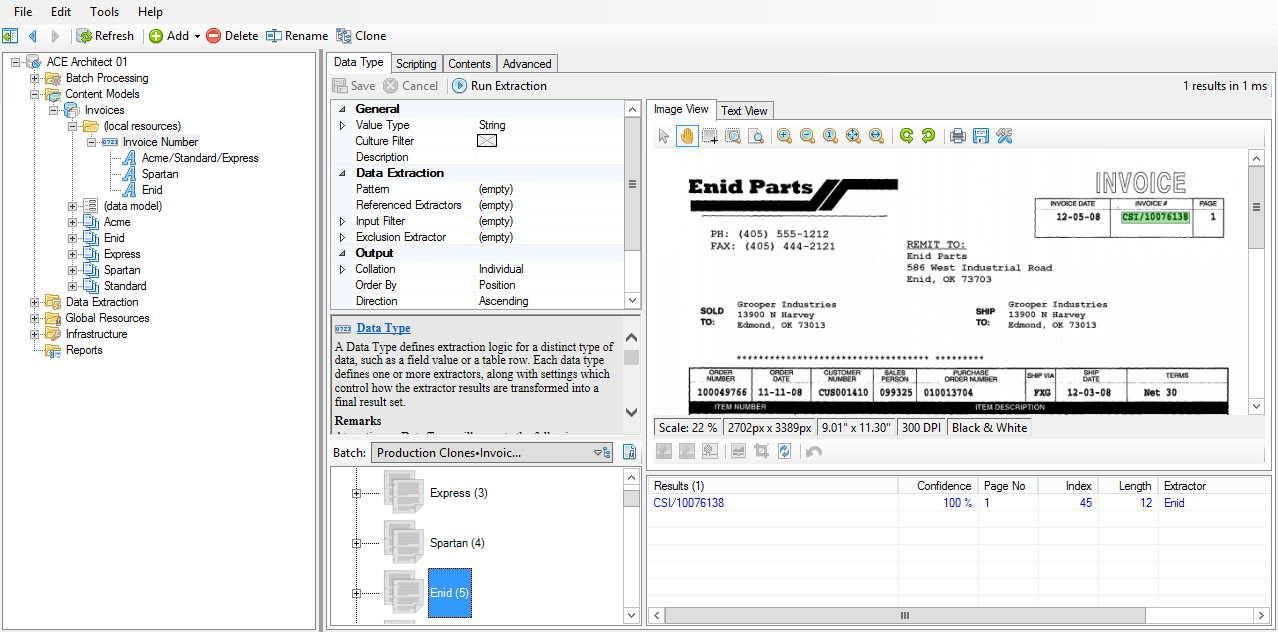 File Edit Tools Help
Refresh Add Delete Rename Clone
ACE Architect 01
Batch Processing
Content Models
Invoices
(local resources)
Invoice Number
Acme/Standard/Express
Spartan
Enid
(data model)
Acme
Enid
Express
Spartan
Standard
Data Extraction
Global Resources
Infrastructure
Reports
Data Type Scripting Contents Advanced
Save Cancel Run Extraction 1 results in 1 ms
General
Value Type String
Culture Filter
Description
Data Extraction
Pattern (empty)
Referenced Extractors (empty)
Input Filter (empty)
Exclusion Extractor (empty)
Output
Collation Individual
Order By Position
Direction Ascending
Data Type
A Data Type defines extraction logic for a distinct type of
data, such as a field value or a table row. Each data type
defines one or more extractors, along with settings which
control how the extractor results are transformed into a
final result set.
Remarks
Batch: Production Clones•Invoic...
Express (3)
Spartan (4)
Enid (5)
Image View Text View
Enid Parts
INVOICE
INVOICE DATE INVOICE # PAGE
12-05-08 CSI/10076138 1
PH: (405) 555-1212
FAX: (405) 444-2121
REMIT TO:
Enid Parts
586 West Industrial Road
Enid, OK 73703
SOLD TO:
Grooper Industries
13900 N Harvey
Edmond, OK 73013
SHIP TO:
Grooper Industries
13900 N Harvey
Edmond, OK 73013
************************************ *********
ORDER NUMBER ORDER DATE CUSTOMER NUMBER SALES PERSON PURCHASE ORDER NUMBER SHIP VIA SHIP DATE TERMS
100049766 11-11-08 CUS001410 099325 010013704 FXG 12-03-08 Net 30
ITEM NUMBER ITEM DESCRIPTION
Scale: 22 % 2702px x 3389px 9.01" x 11.30" 300 DPI Black & White
Results (1) Confidence Page No Index Length Extractor
CSI/10076138 100 % 1 45 12 Enid